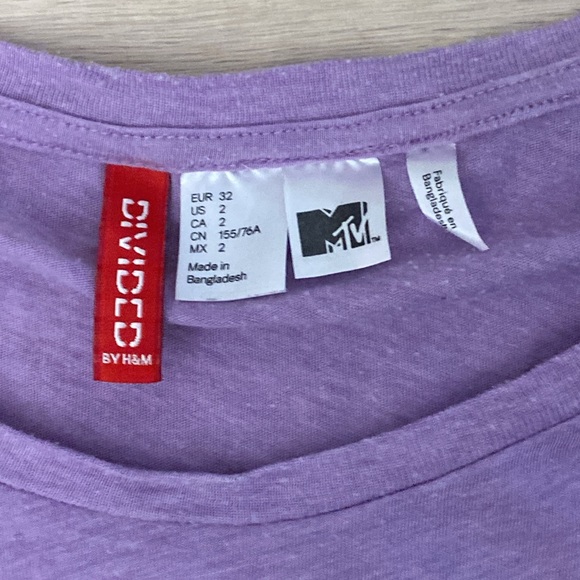 DIVIDED
BY H&M
EUR 32
US 2
CA 2
CN 155/76A
MX 2
Made in
Bangladesh
MTV
TM
Fabriqué en
Bangladesh